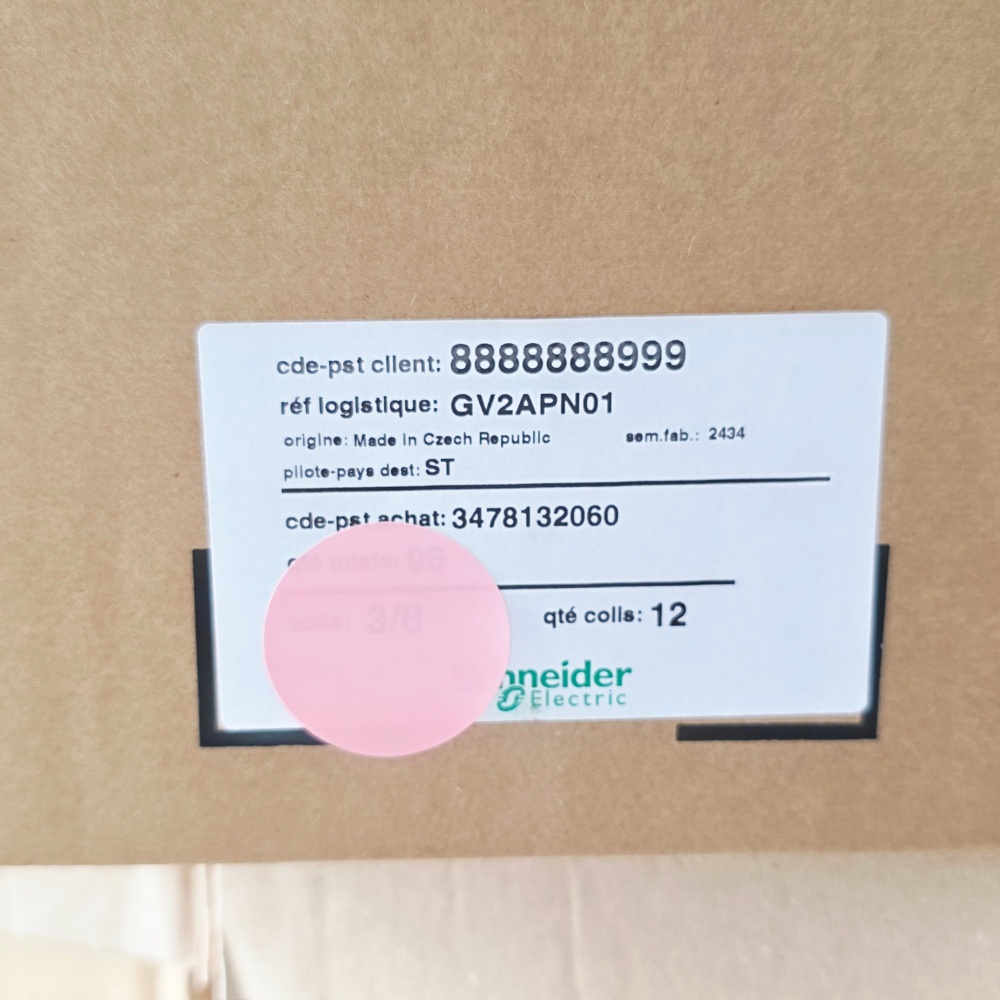 cde-pst client: 8888888999
réf logistique: GV2APN01
origine: Made in Czech Republic sem.fab.: 2434
pilote-pays dest: ST
cde-pst achat: 3478132060
totale: 96
colis: 3/8 qté colis: 12
Schneider
Electric